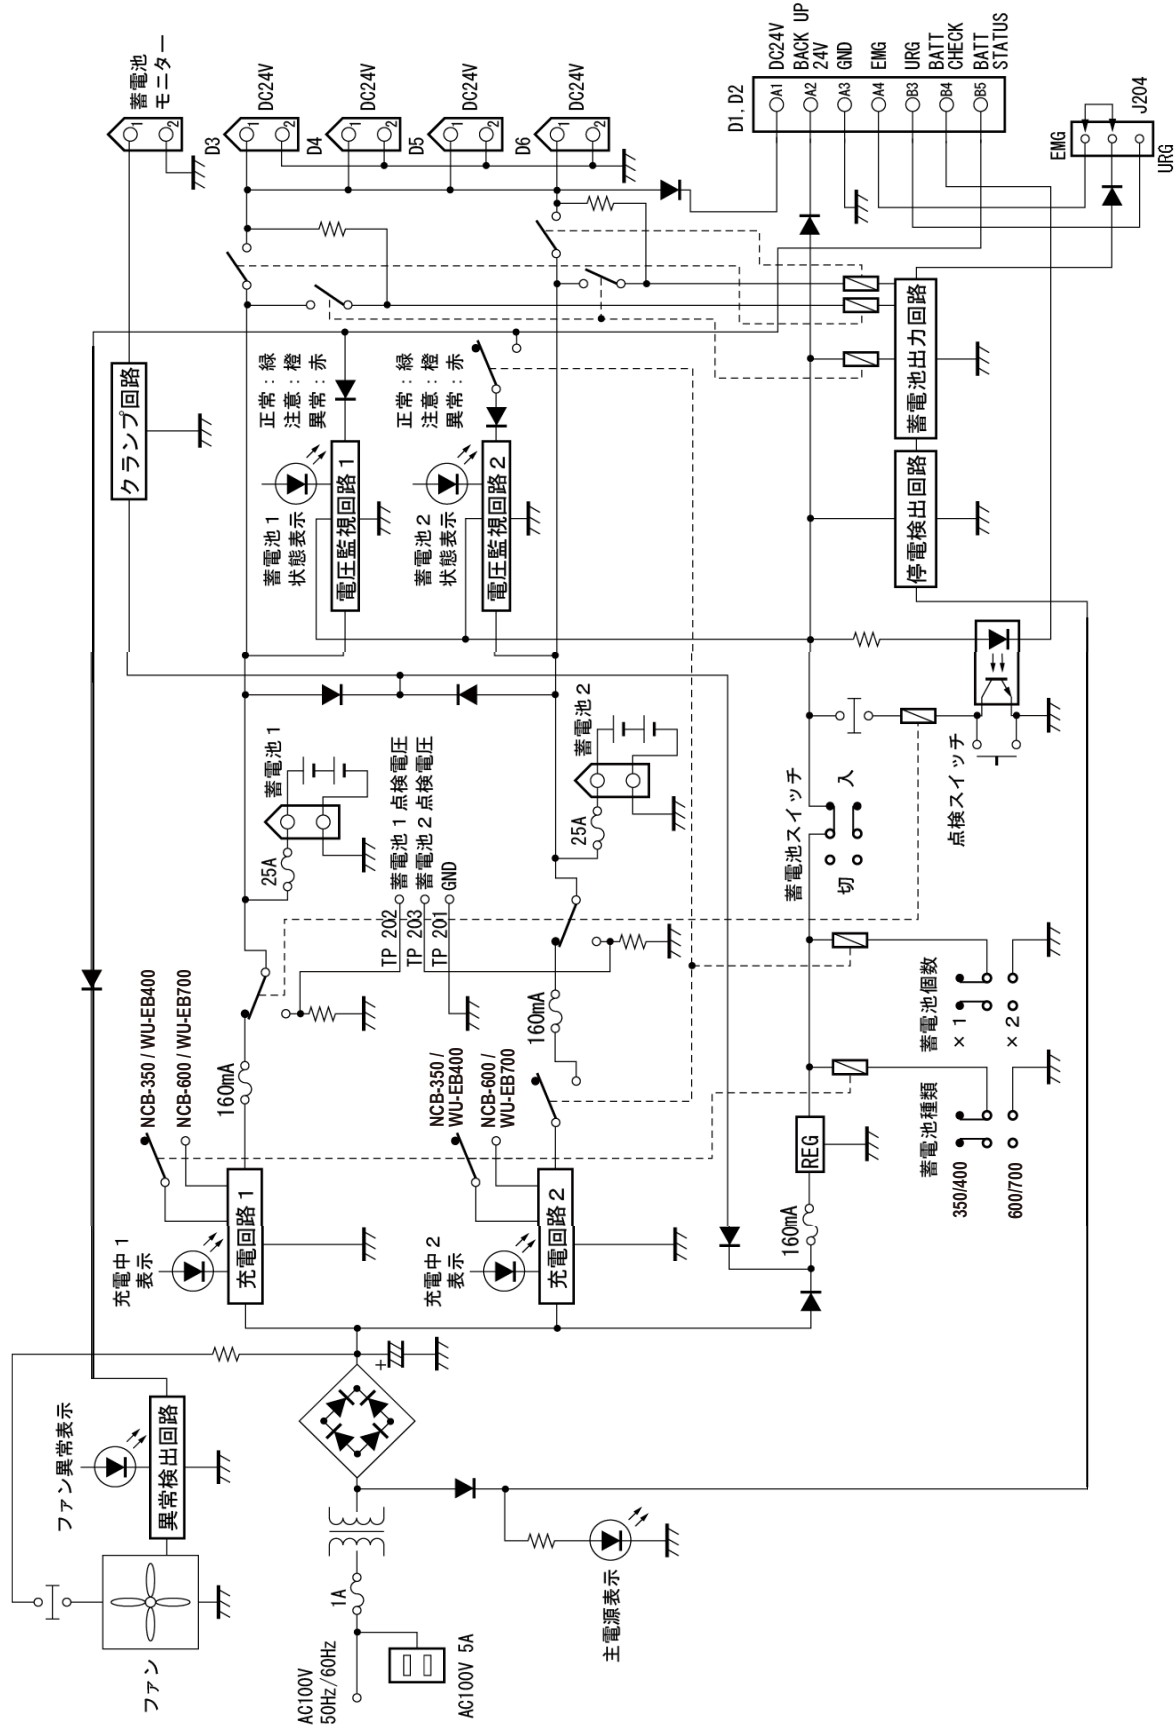 蓄電池
モニター
1
2
D3
1
2
DC24V
D4
1
2
DC24V
D5
1
2
DC24V
D6
1
2
DC24V
D1, D2
A1
DC24V
A2
BACK UP
24V
A3
GND
A4
EMG
B3
URG
B4
BATT
CHECK
B5
BATT
STATUS
EMG
J204
URG
クランプ回路
正常：緑
注意：橙
異常：赤
蓄電池1
状態表示
電圧監視回路1
正常：緑
注意：橙
異常：赤
蓄電池2
状態表示
電圧監視回路2
蓄電池出力回路
停電検出回路
蓄電池1
25A
TP 202
蓄電池1点検電圧
TP 203
蓄電池2点検電圧
TP 201
GND
蓄電池2
25A
蓄電池スイッチ
入
切
点検スイッチ
NCB-350 / WU-EB400
NCB-600 / WU-EB700
160mA
NCB-350 /
WU-EB400
NCB-600 /
WU-EB700
160mA
蓄電池個数
×1
×2
蓄電池種類
350/400
600/700
REG
160mA
充電中1
表示
充電回路1
充電中2
表示
充電回路2
ファン異常表示
異常検出回路
ファン
+
1A
AC100V
50Hz/60Hz
AC100V 5A
主電源表示